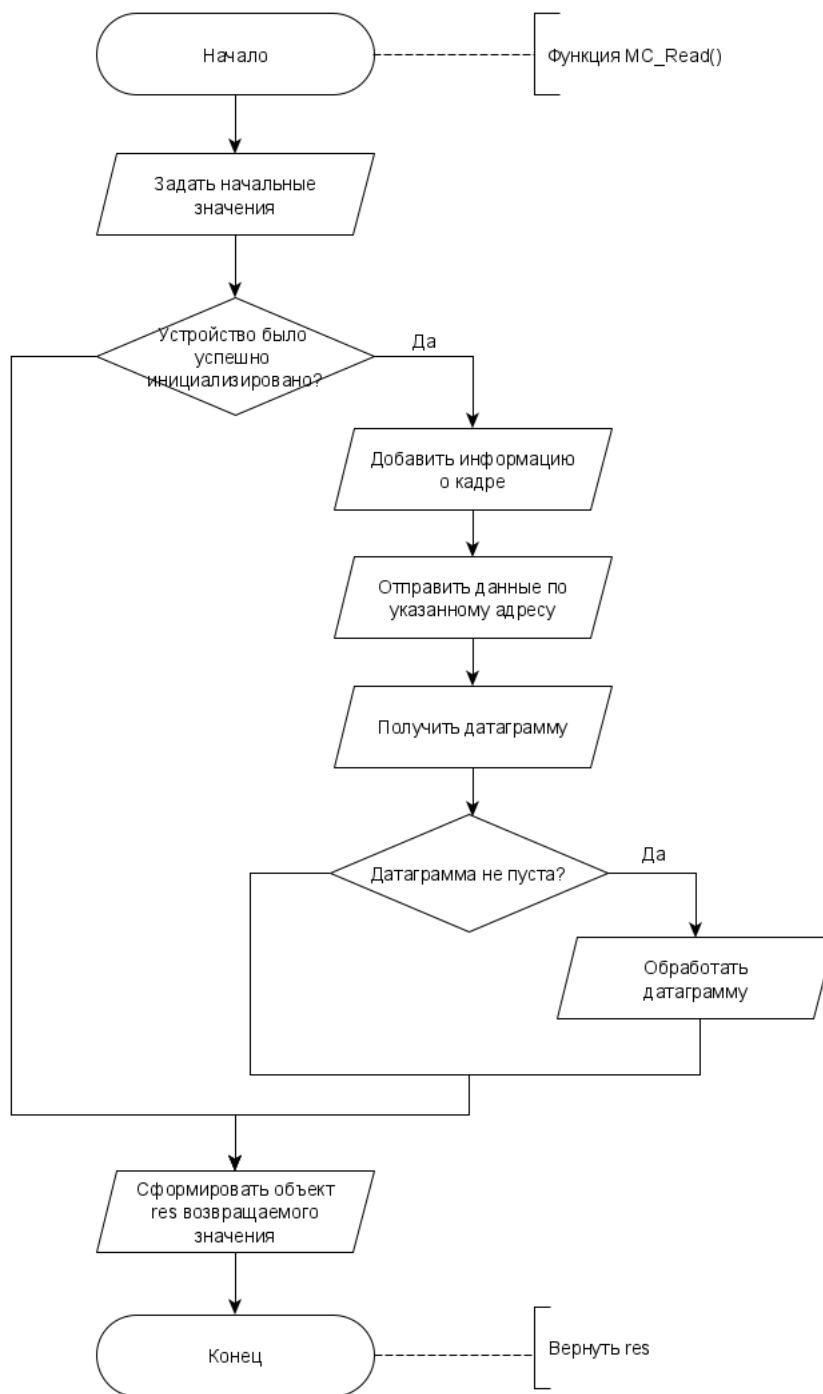 Начало
Функция MC_Read()
Задать начальные
значения
Устройство было
успешно
инициализировано?
Да
Добавить информацию
о кадре
Отправить данные по
указанному адресу
Получить датаграмму
Датаграмма не пуста?
Да
Обработать
датаграмму
Сформировать объект
res возвращаемого
значения
Конец
Вернуть res